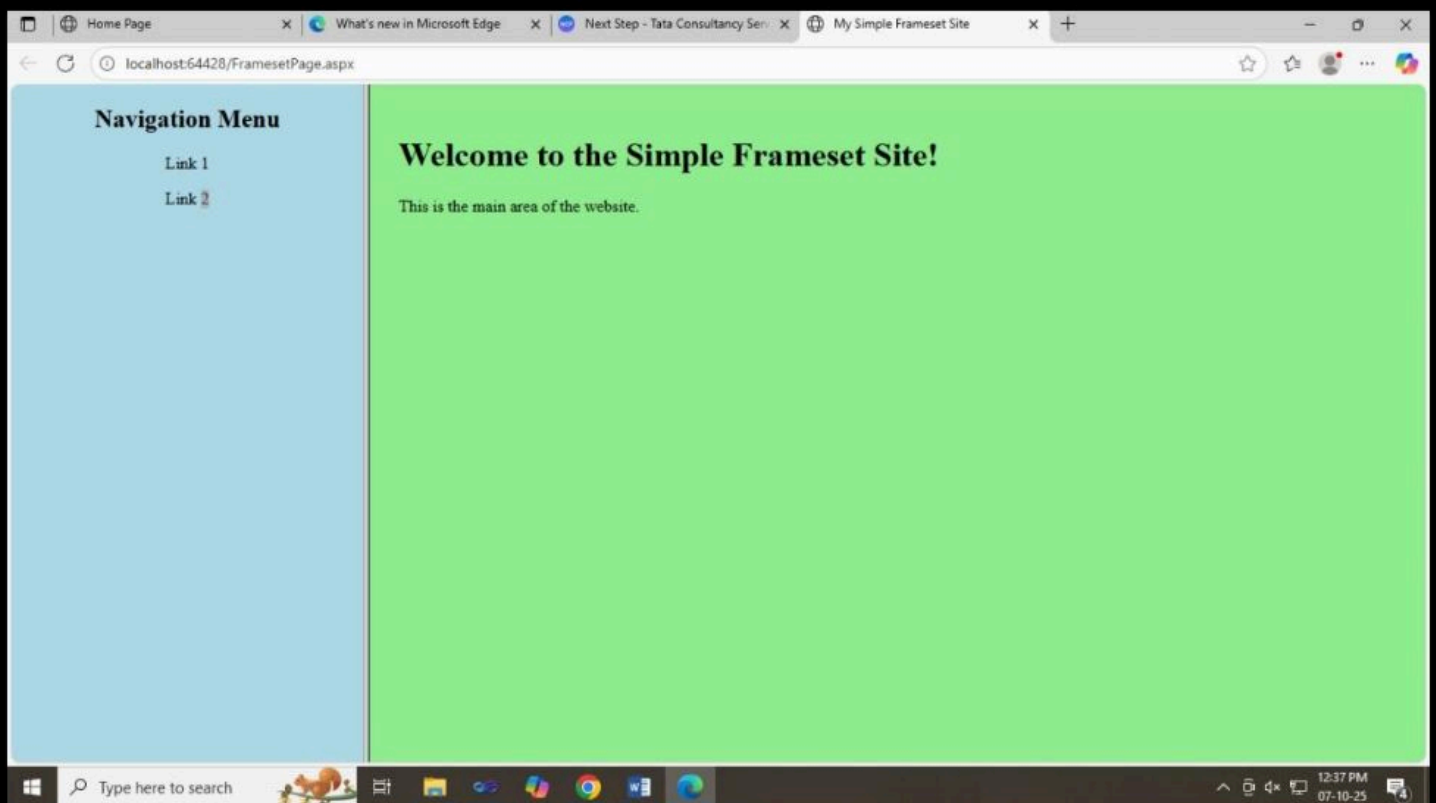 Home Page
What's new in Microsoft Edge
Next Step - Tata Consultancy Serv
My Simple Frameset Site
localhost:64428/FramesetPage.aspx
Navigation Menu
Link 1
Link 2
Welcome to the Simple Frameset Site!
This is the main area of the website.
Type here to search
12:37 PM
07-10-25
4